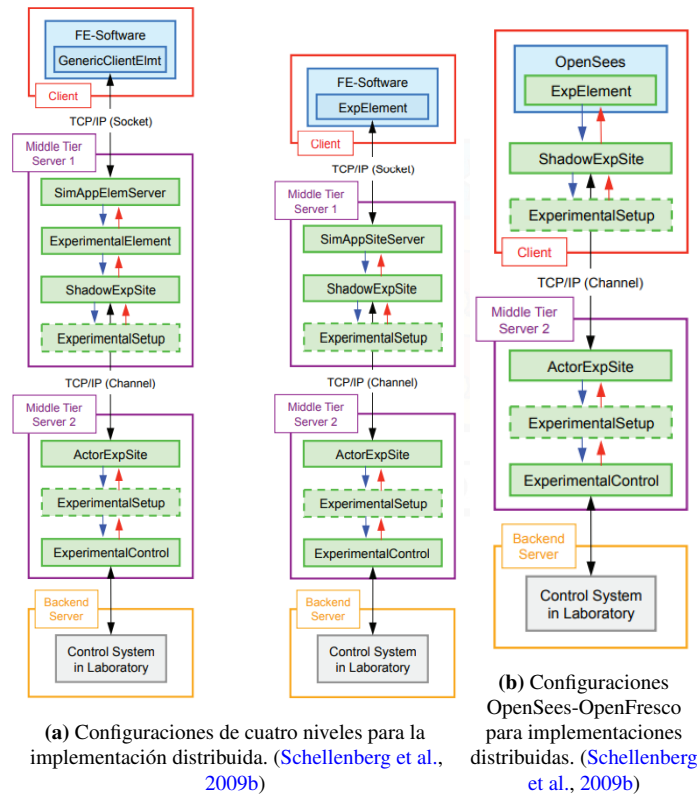 FE-Software
GenericClientElmt
Client
TCP/IP (Socket)
Middle Tier
Server 1
SimAppElemServer
ExperimentalElement
ShadowExpSite
ExperimentalSetup
TCP/IP (Channel)
Middle Tier
Server 2
ActorExpSite
ExperimentalSetup
ExperimentalControl
Backend
Server
Control System
in Laboratory
FE-Software
ExpElement
Client
TCP/IP (Socket)
Middle Tier
Server 1
SimAppSiteServer
ShadowExpSite
ExperimentalSetup
TCP/IP (Channel)
Middle Tier
Server 2
ActorExpSite
ExperimentalSetup
ExperimentalControl
Backend
Server
Control System
in Laboratory
(a) Configuraciones de cuatro niveles para la
implementación distribuida. (Schellenberg et al.,
2009b)
OpenSees
ExpElement
ShadowExpSite
ExperimentalSetup
Client
TCP/IP (Channel)
Middle Tier
Server 2
ActorExpSite
ExperimentalSetup
ExperimentalControl
Backend
Server
Control System
in Laboratory
(b) Configuraciones
OpenSees-OpenFresco
para implementaciones
distribuidas. (Schellenberg
et al., 2009b)